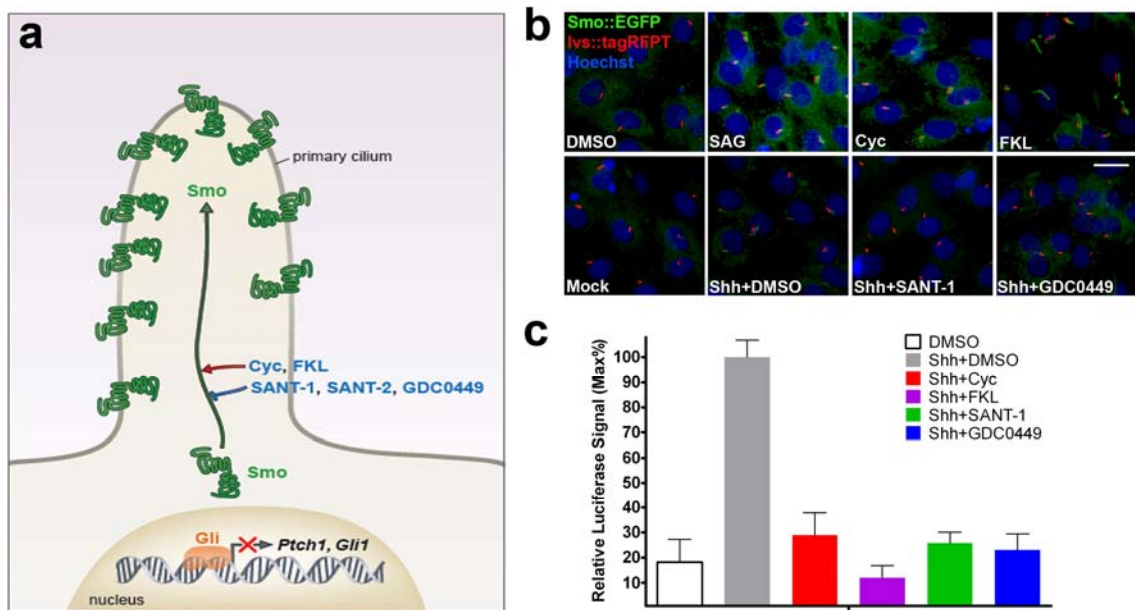 a
primary cilium
Smo
Cyc, FKL
SANT-1, SANT-2, GDC0449
Smo
Gli
Ptch1, Gli1
nucleus
b
Smo::EGFP
Ivs::tagRFPT
Hoechst
DMSO
SAG
Cyc
FKL
Mock
Shh+DMSO
Shh+SANT-1
Shh+GDC0449
c
Relative Luciferase Signal (Max%)
100
90
80
70
60
50
40
30
20
10
DMSO
Shh+DMSO
Shh+Cyc
Shh+FKL
Shh+SANT-1
Shh+GDC0449